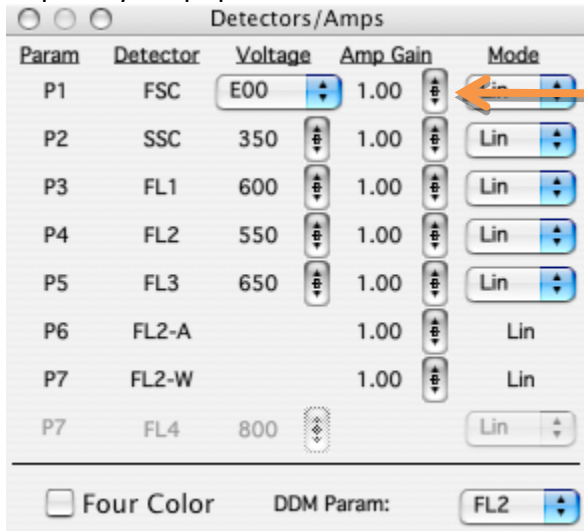 Detectors/Amps
Param Detector Voltage Amp Gain Mode
P1 FSC E00 1.00 Lin
P2 SSC 350 1.00 Lin
P3 FL1 600 1.00 Lin
P4 FL2 550 1.00 Lin
P5 FL3 650 1.00 Lin
P6 FL2-A 1.00 Lin
P7 FL2-W 1.00 Lin
P7 FL4 800 Lin
Four Color DDM Param: FL2